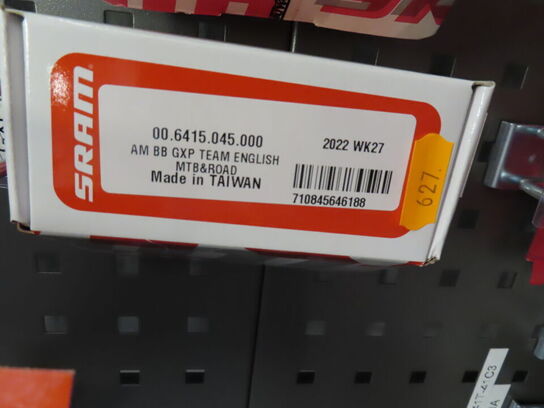 SRAM
00.6415.045.000
2022 WK27
AM BB GXP TEAM ENGLISH
MTB&ROAD
Made in TAIWAN
710845646188
627.